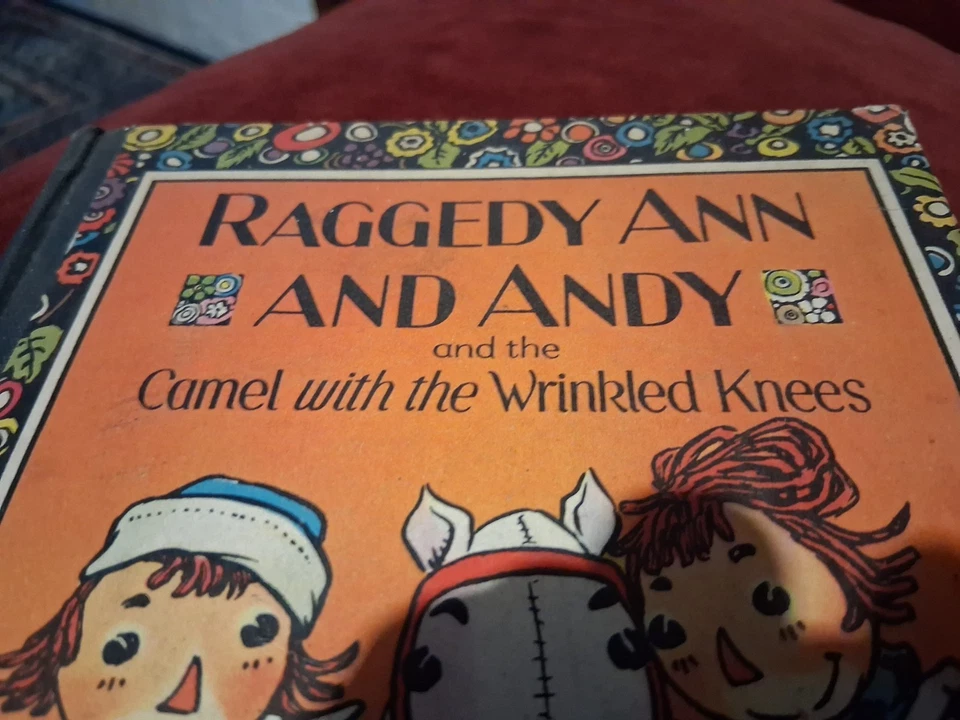 RAGGEDY ANN
AND ANDY
and the
Camel with the Wrinkled Knees